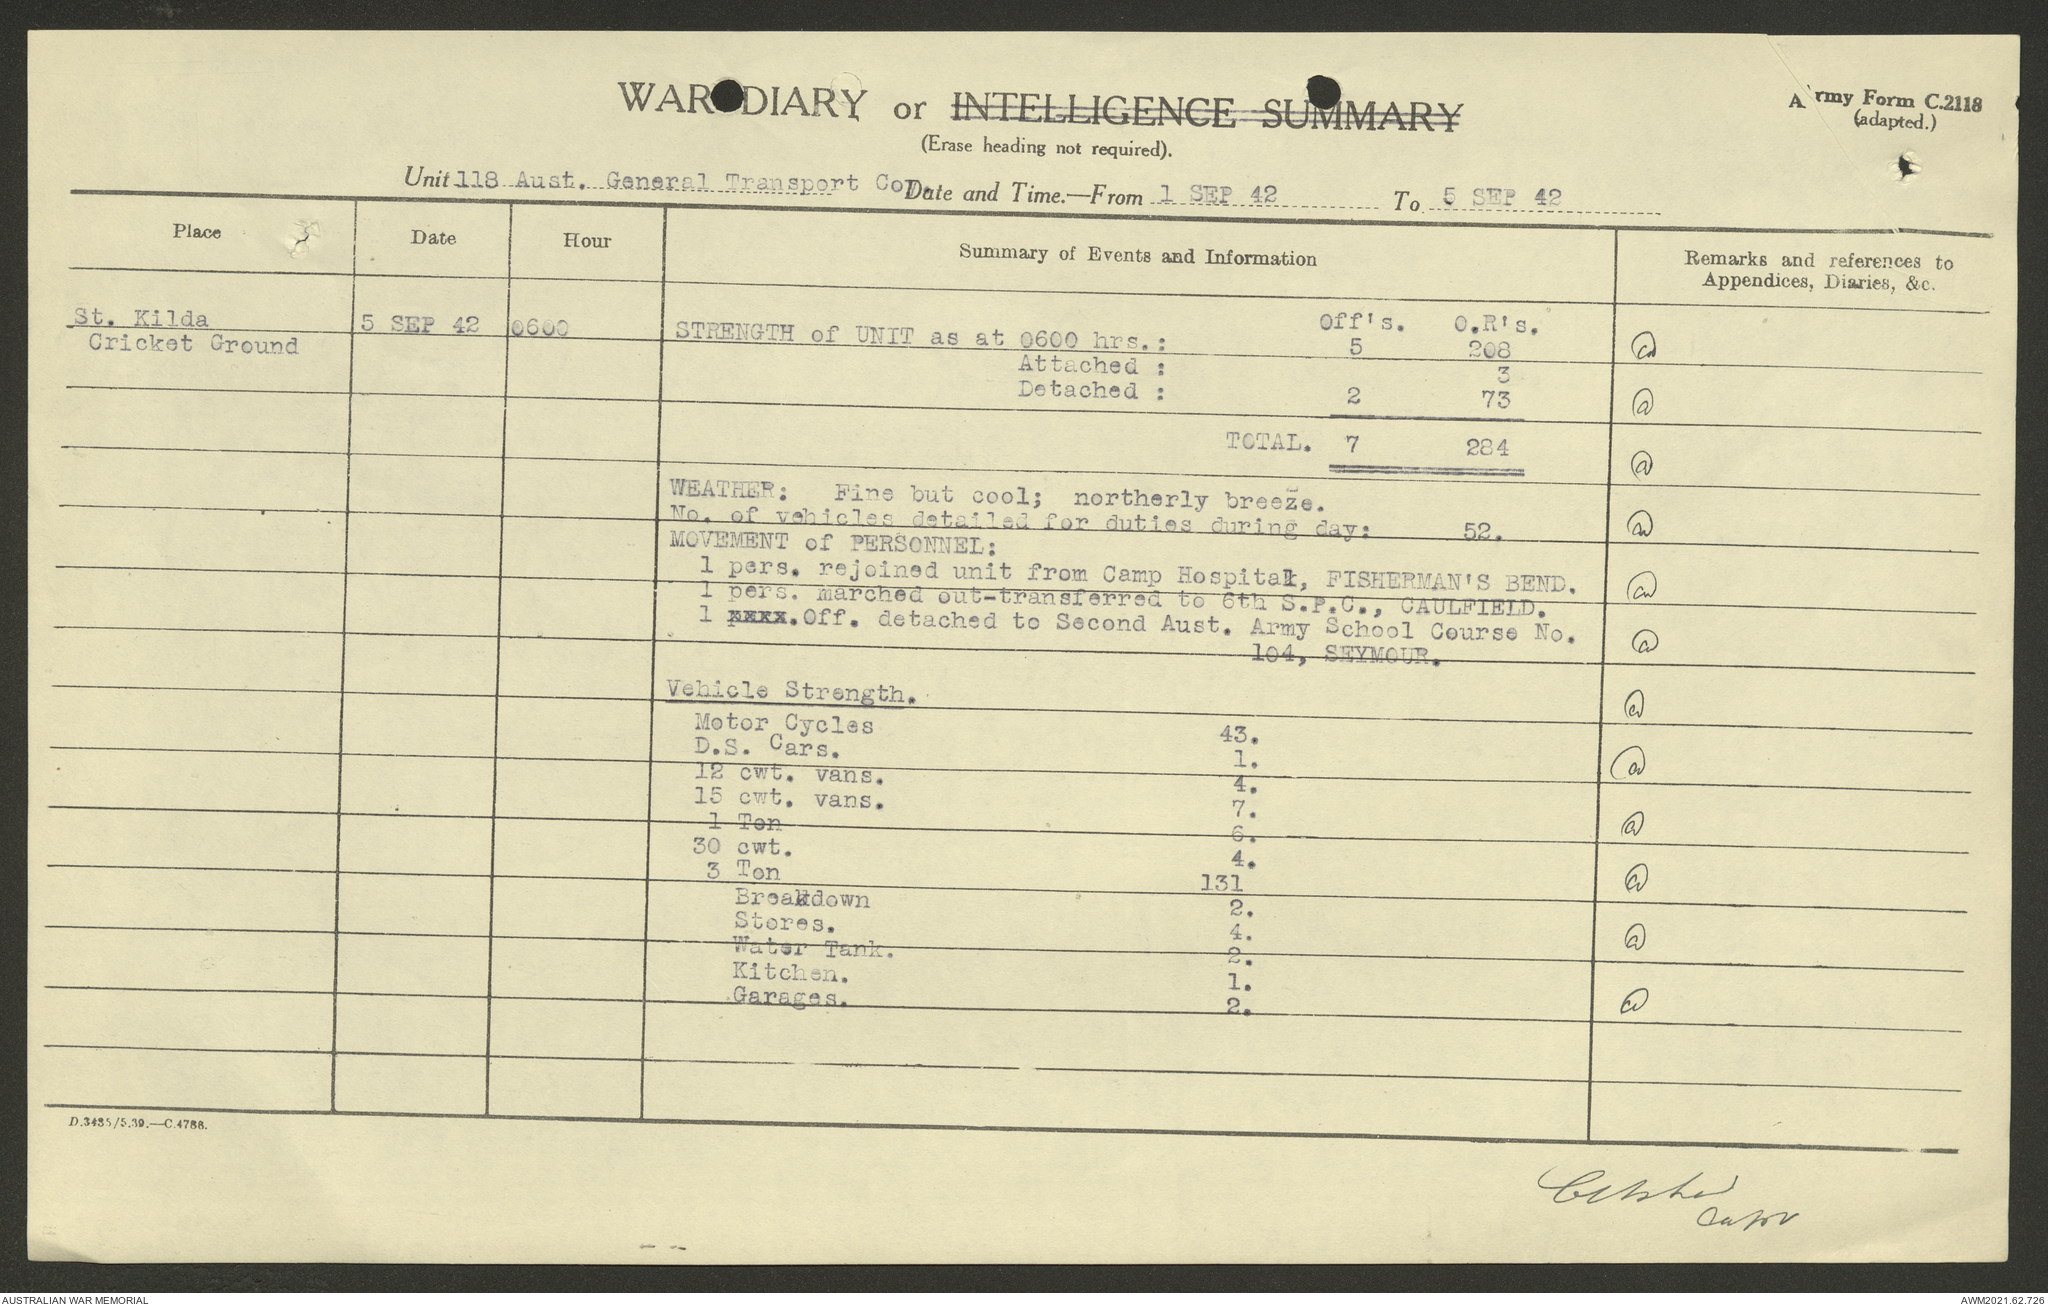 WAR DIARY or INTELLIGENCE SUMMARY
(Erase heading not required).
Army Form C.2118
(adapted.)
Unit 118 Aust. General Transport Coy. Date and Time.—From 1 SEP 42 To 5 SEP 42
Place Date Hour Summary of Events and Information Remarks and references to
Appendices, Diaries, &c.
St. Kilda 5 SEP 42 0600 Off's. O.R's.
Cricket Ground STRENGTH of UNIT as at 0600 hrs.: 5 208
Attached : 3
Detached : 2 73
TOTAL. 7 284
WEATHER: Fine but cool; northerly breeze.
No. of vehicles detailed for duties during day: 52.
MOVEMENT of PERSONNEL:
1 pers. rejoined unit from Camp Hospital, FISHERMAN'S BEND.
1 pers. marched out-transferred to 6th S.P.C., CAULFIELD.
1 xxxx.Off. detached to Second Aust. Army School Course No.
104, SEYMOUR.
Vehicle Strength.
Motor Cycles 43.
D.S. Cars. 1.
12 cwt. vans. 4.
15 cwt. vans. 7.
1 Ton 6.
30 cwt. 4.
3 Ton 131
Breakdown 2.
Stores. 4.
Water Tank. 2.
Kitchen. 1.
Garages. 2.
D.3485/5.39.—C.4786.
Capt
AUSTRALIAN WAR MEMORIAL
AWM2021.62.726